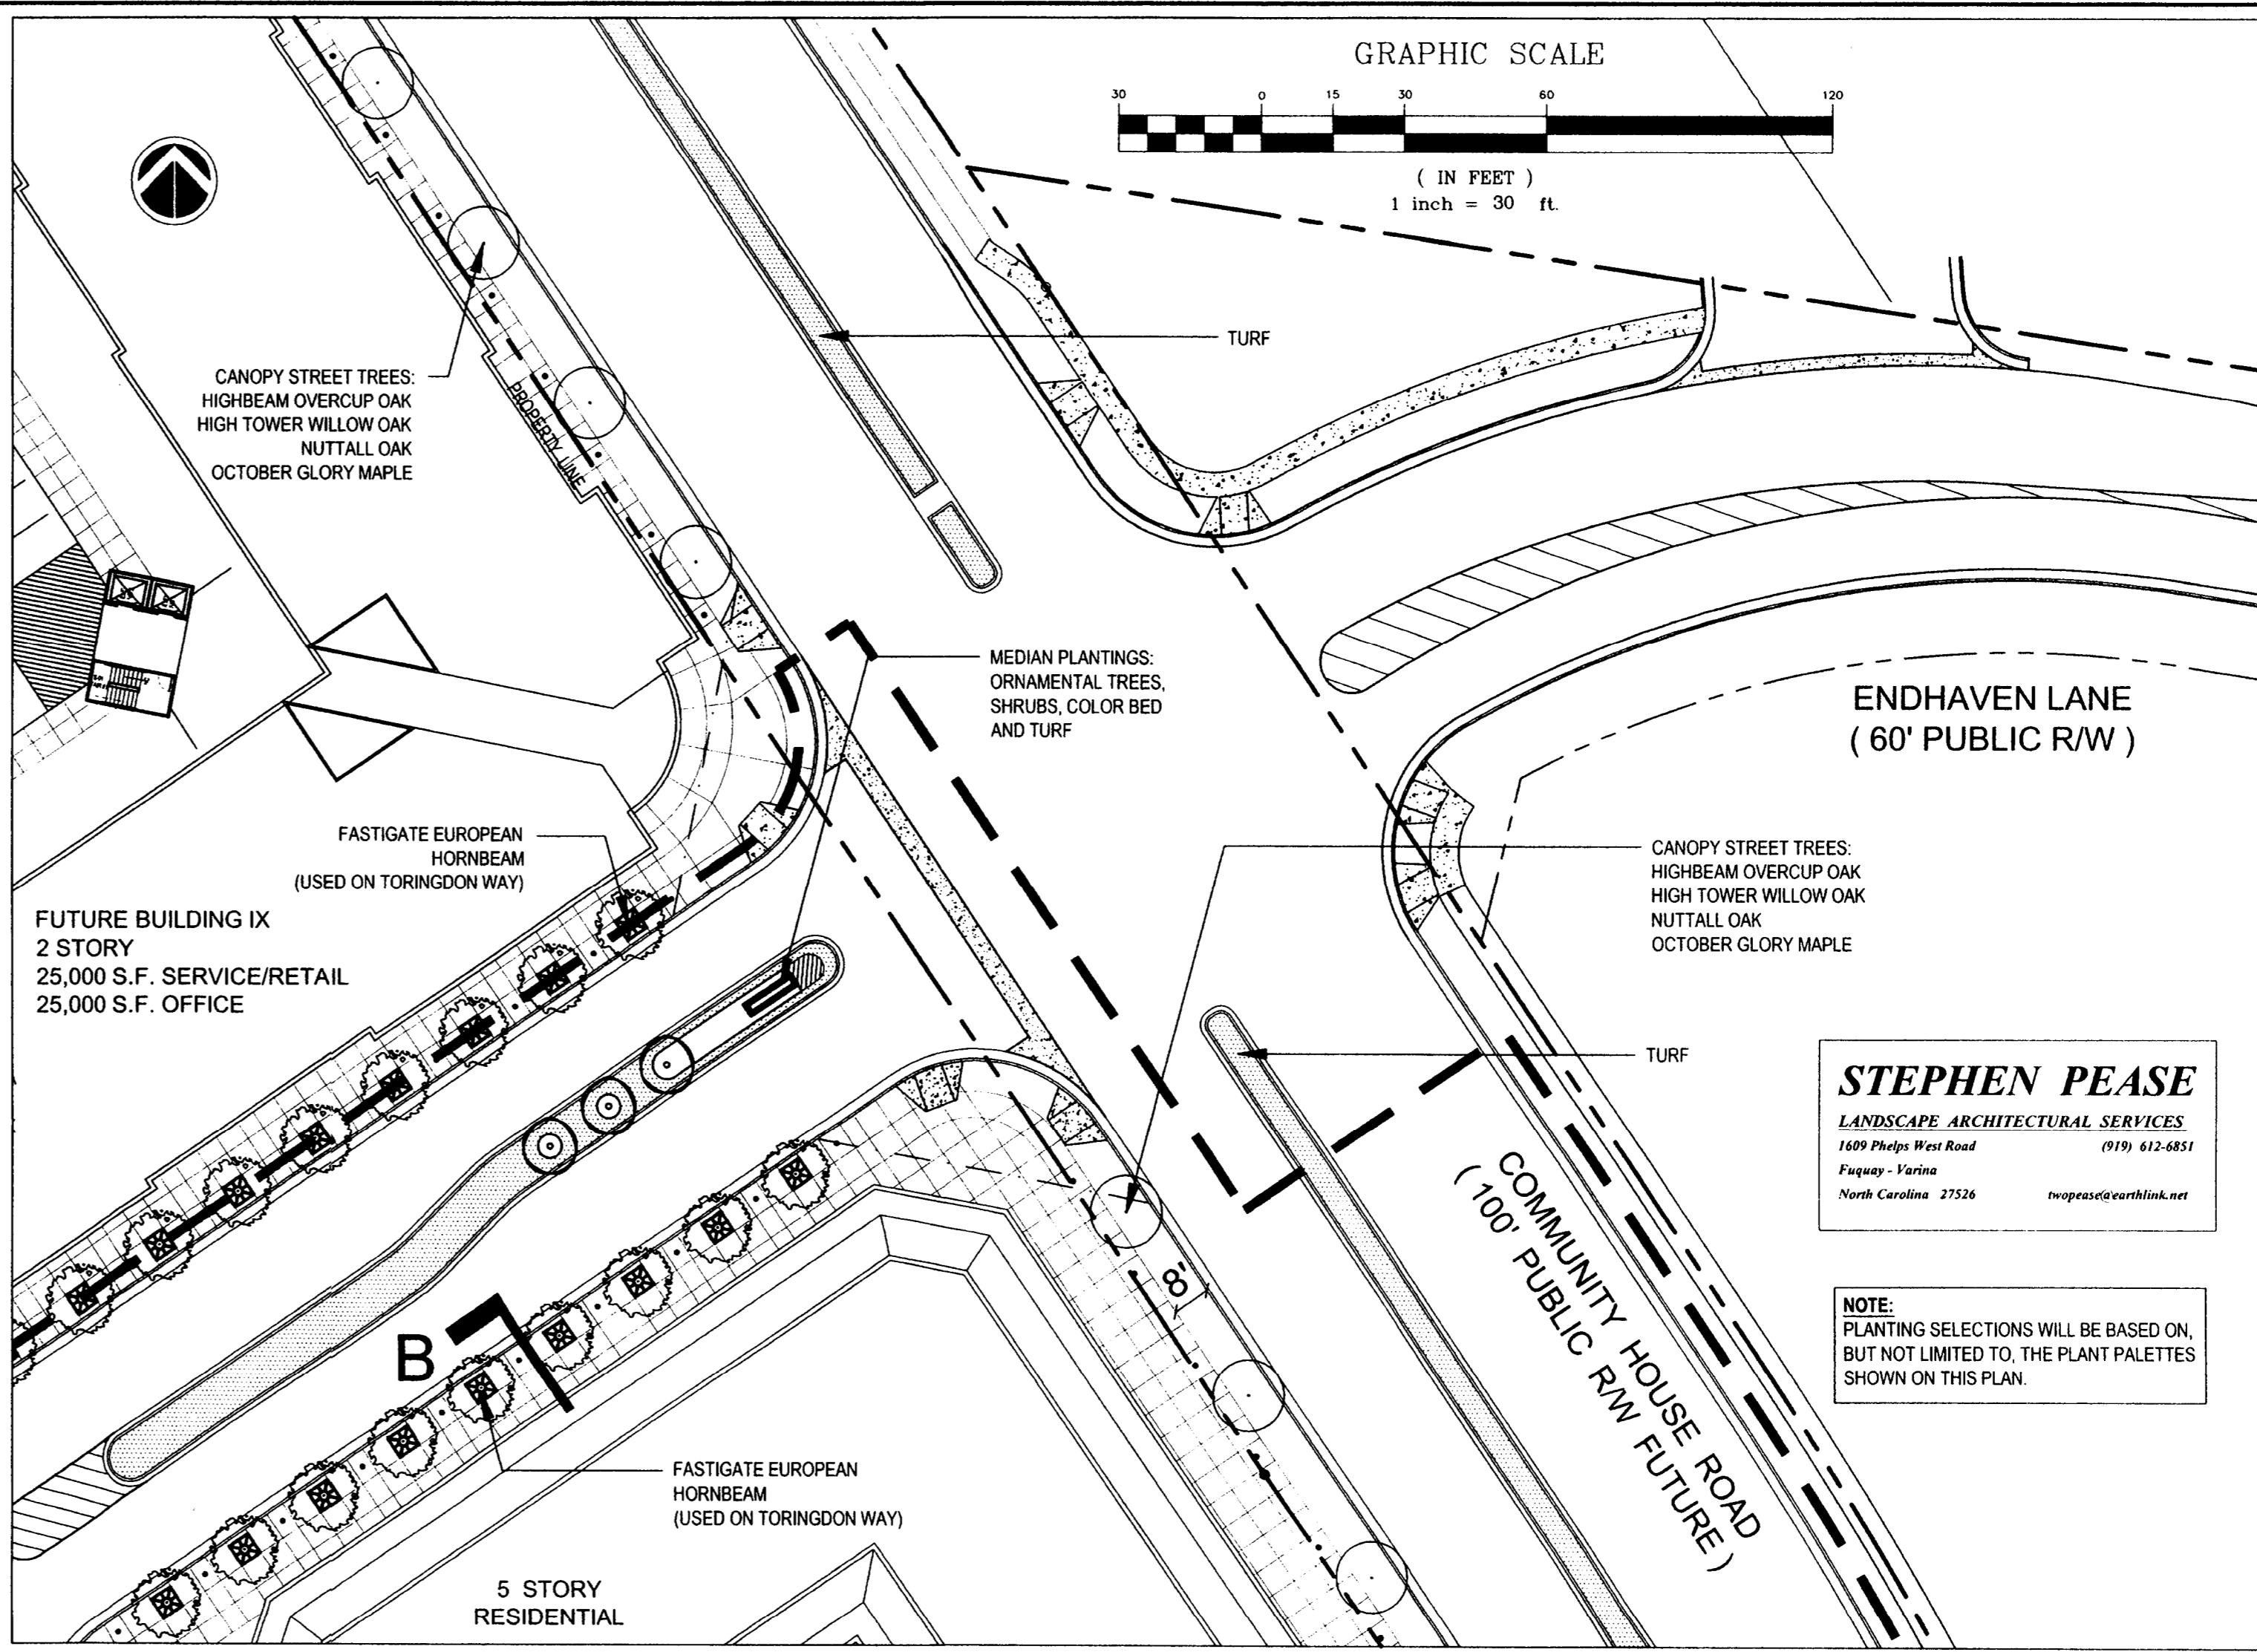 GRAPHIC SCALE
30 0 15 30 60 120
( IN FEET )
1 inch = 30 ft.
TURF
CANOPY STREET TREES:
HIGHBEAM OVERCUP OAK
HIGH TOWER WILLOW OAK
NUTTALL OAK
OCTOBER GLORY MAPLE
PROPERTY LINE
MEDIAN PLANTINGS:
ORNAMENTAL TREES,
SHRUBS, COLOR BED
AND TURF
ENDHAVEN LANE
( 60' PUBLIC R/W )
FASTIGATE EUROPEAN
HORNBEAM
(USED ON TORINGDON WAY)
CANOPY STREET TREES:
HIGHBEAM OVERCUP OAK
HIGH TOWER WILLOW OAK
NUTTALL OAK
OCTOBER GLORY MAPLE
FUTURE BUILDING IX
2 STORY
25,000 S.F. SERVICE/RETAIL
25,000 S.F. OFFICE
TURF
STEPHEN PEASE
LANDSCAPE ARCHITECTURAL SERVICES
1609 Phelps West Road (919) 612-6851
Fuquay - Varina
North Carolina 27526 twopease@earthlink.net
COMMUNITY HOUSE ROAD
( 100' PUBLIC R/W FUTURE )
8'
NOTE:
PLANTING SELECTIONS WILL BE BASED ON,
BUT NOT LIMITED TO, THE PLANT PALETTES
SHOWN ON THIS PLAN.
B
FASTIGATE EUROPEAN
HORNBEAM
(USED ON TORINGDON WAY)
5 STORY
RESIDENTIAL